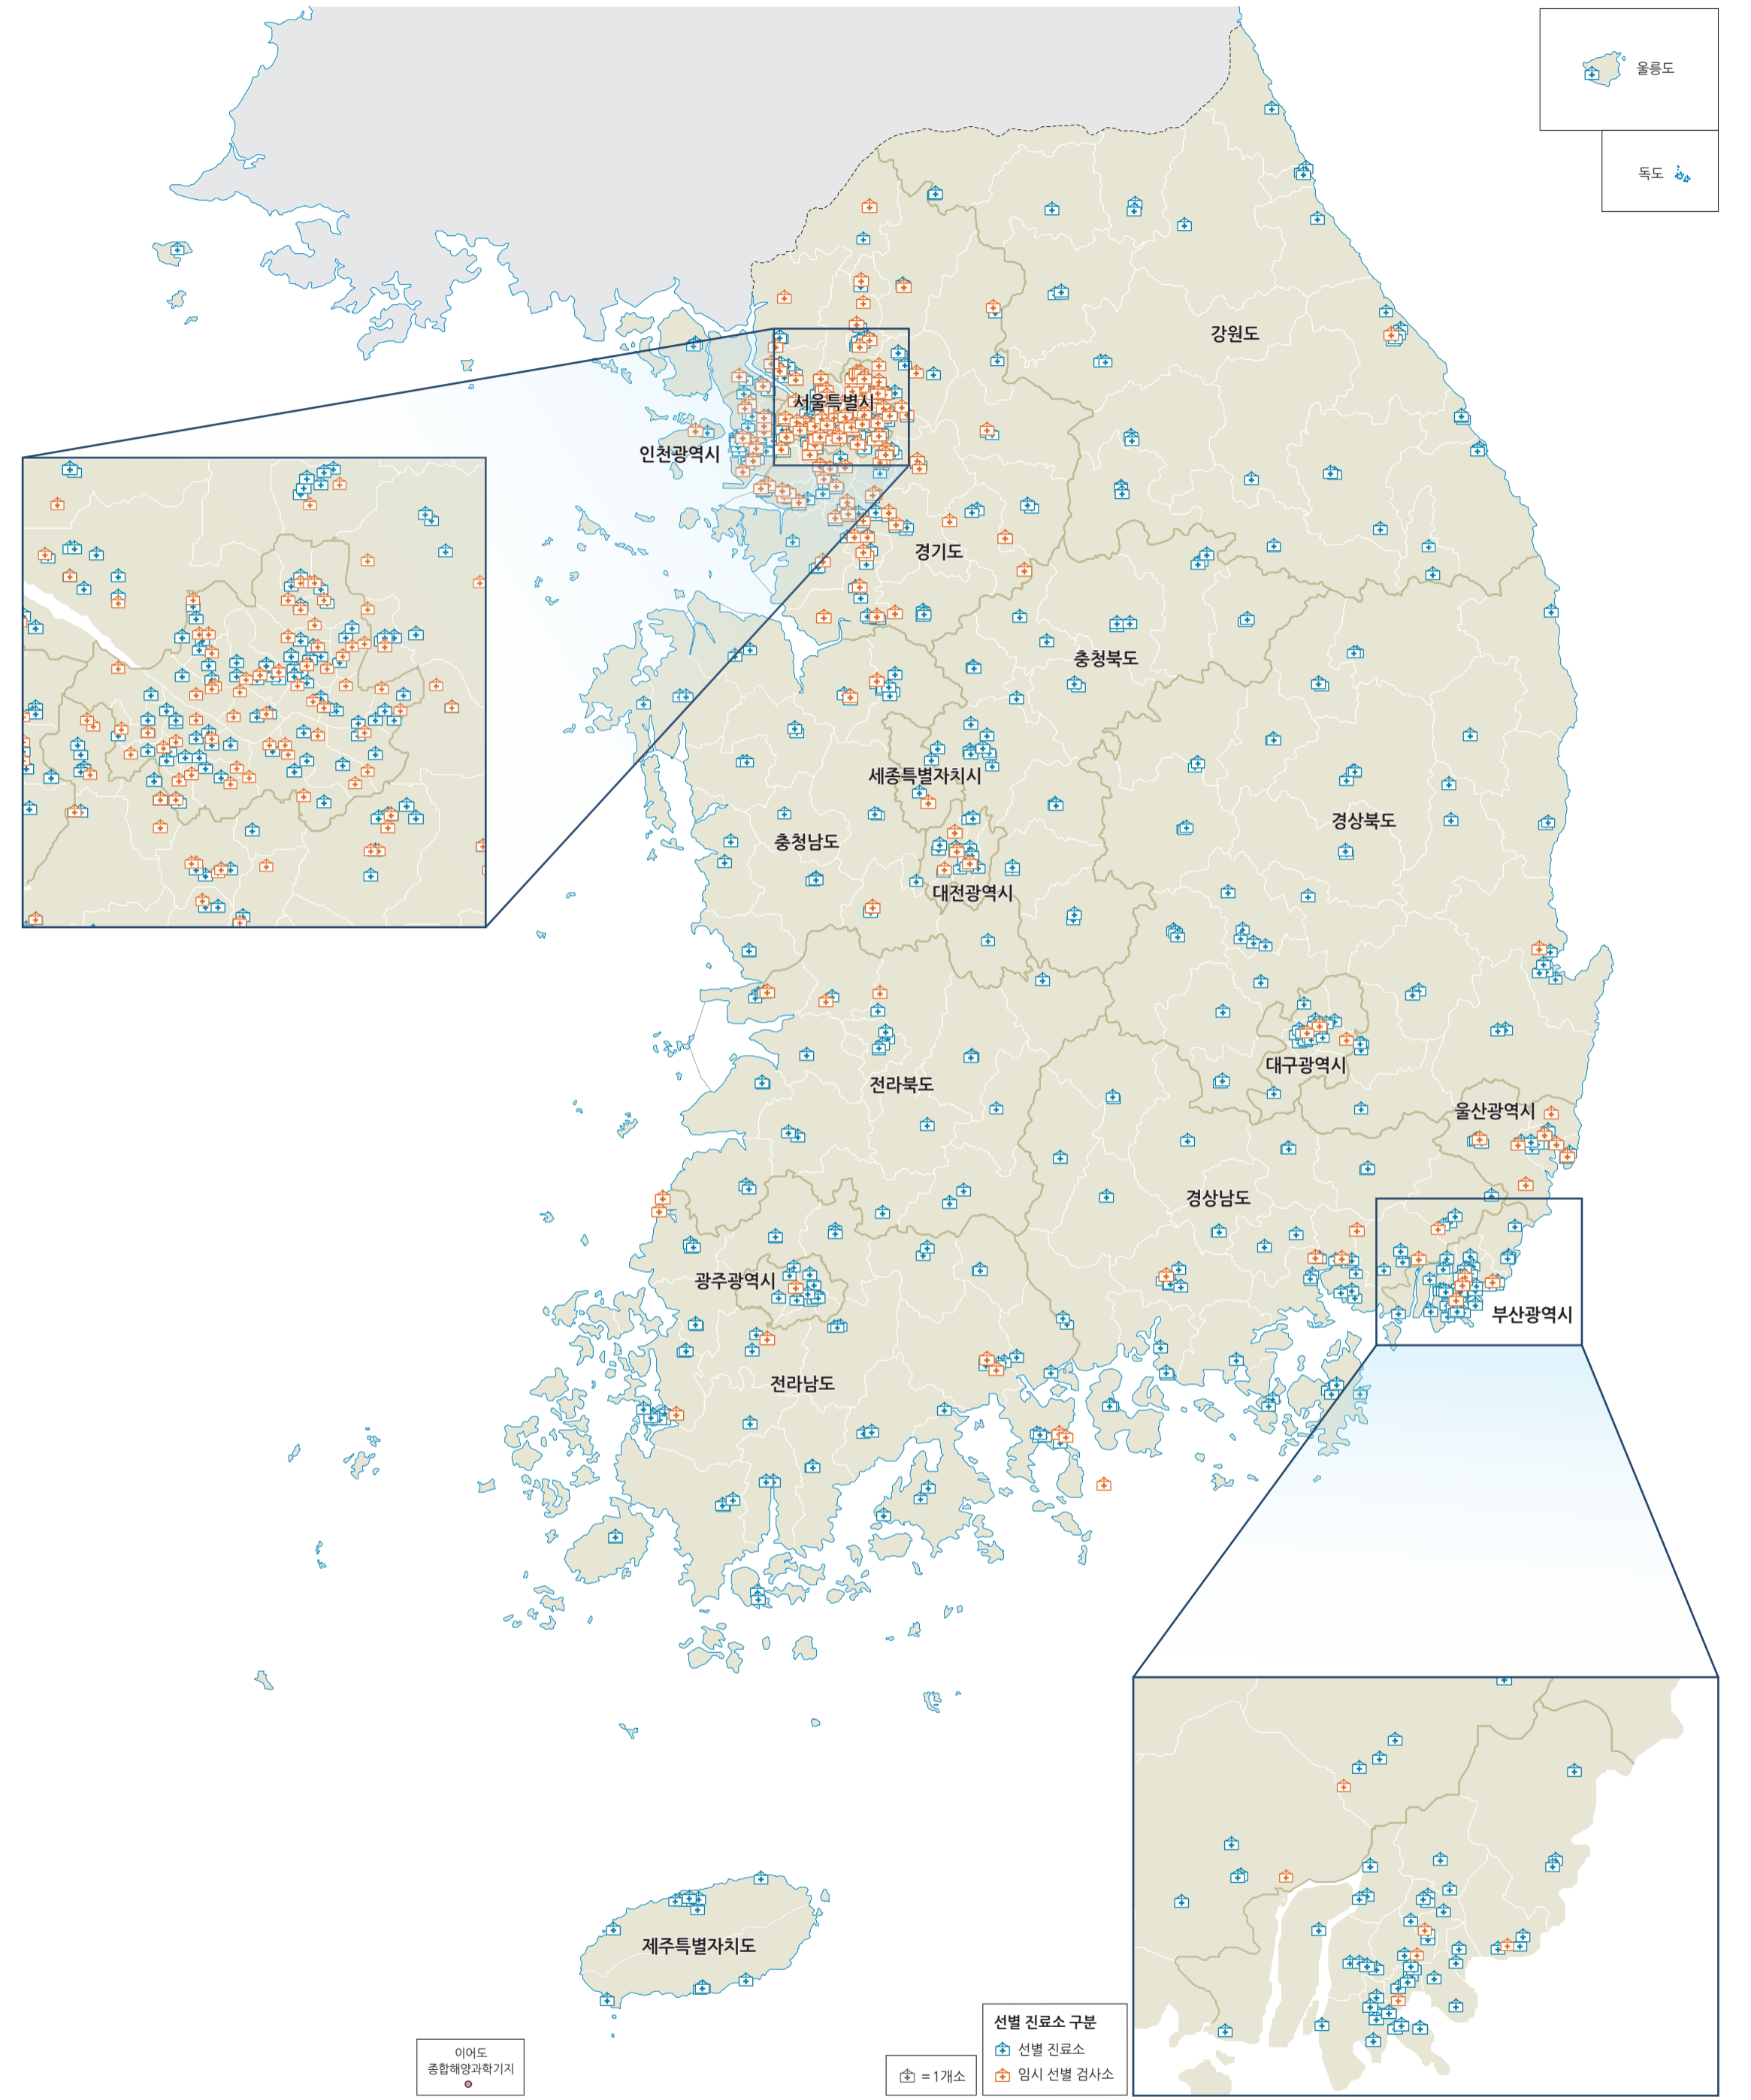 울릉도
독도
강원도
서울특별시
인천광역시
경기도
충청북도
세종특별자치시
충청남도
경상북도
대전광역시
대구광역시
전라북도
울산광역시
경상남도
광주광역시
부산광역시
전라남도
제주특별자치도
이어도
종합해양과학기지
= 1개소
선별 진료소 구분
선별 진료소
임시 선별 검사소